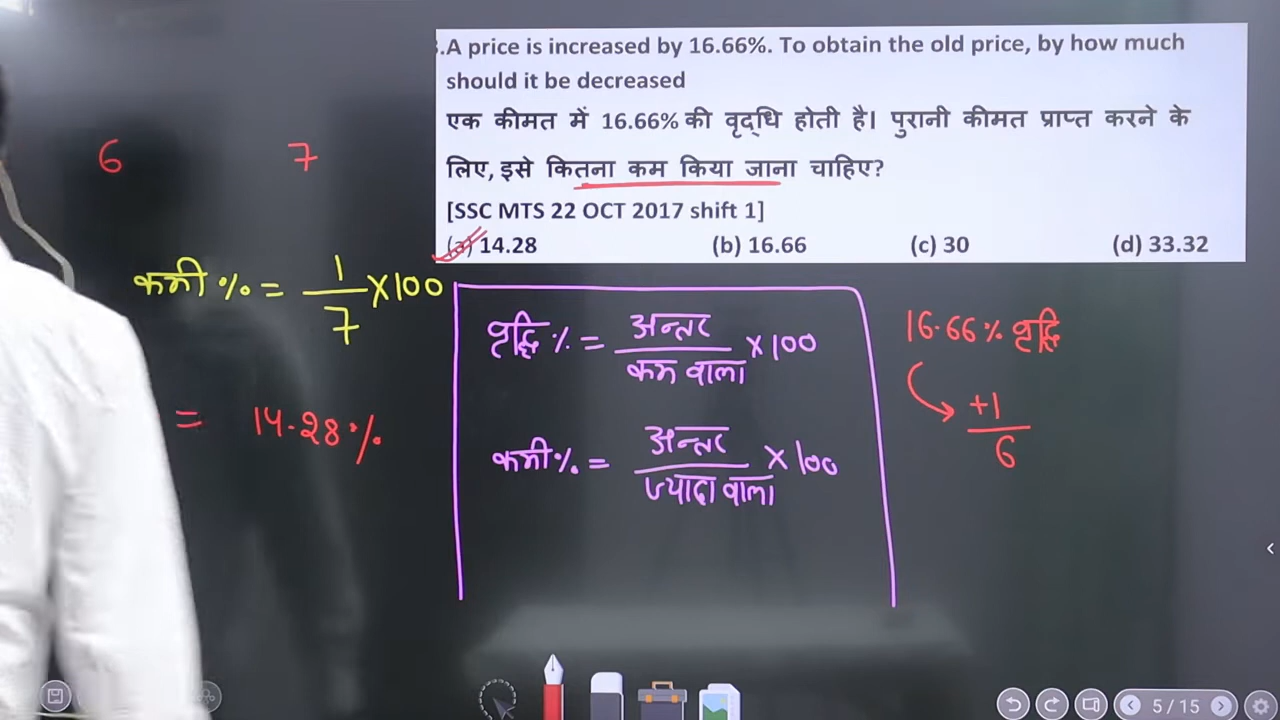 .A price is increased by 16.66%. To obtain the old price, by how much
should it be decreased
एक कीमत में 16.66% की वृद्धि होती है। पुरानी कीमत प्राप्त करने के
लिए, इसे कितना कम किया जाना चाहिए?
[SSC MTS 22 OCT 2017 shift 1]
(a) 14.28 (b) 16.66 (c) 30 (d) 33.32
6 7
कमी % = 1/7 × 100
= 14.28%
वृद्धि % = अन्तर/कम वाला × 100
कमी % = अन्तर/ज्यादा वाला × 100
16.66% वृद्धि
+1/6
5 / 15